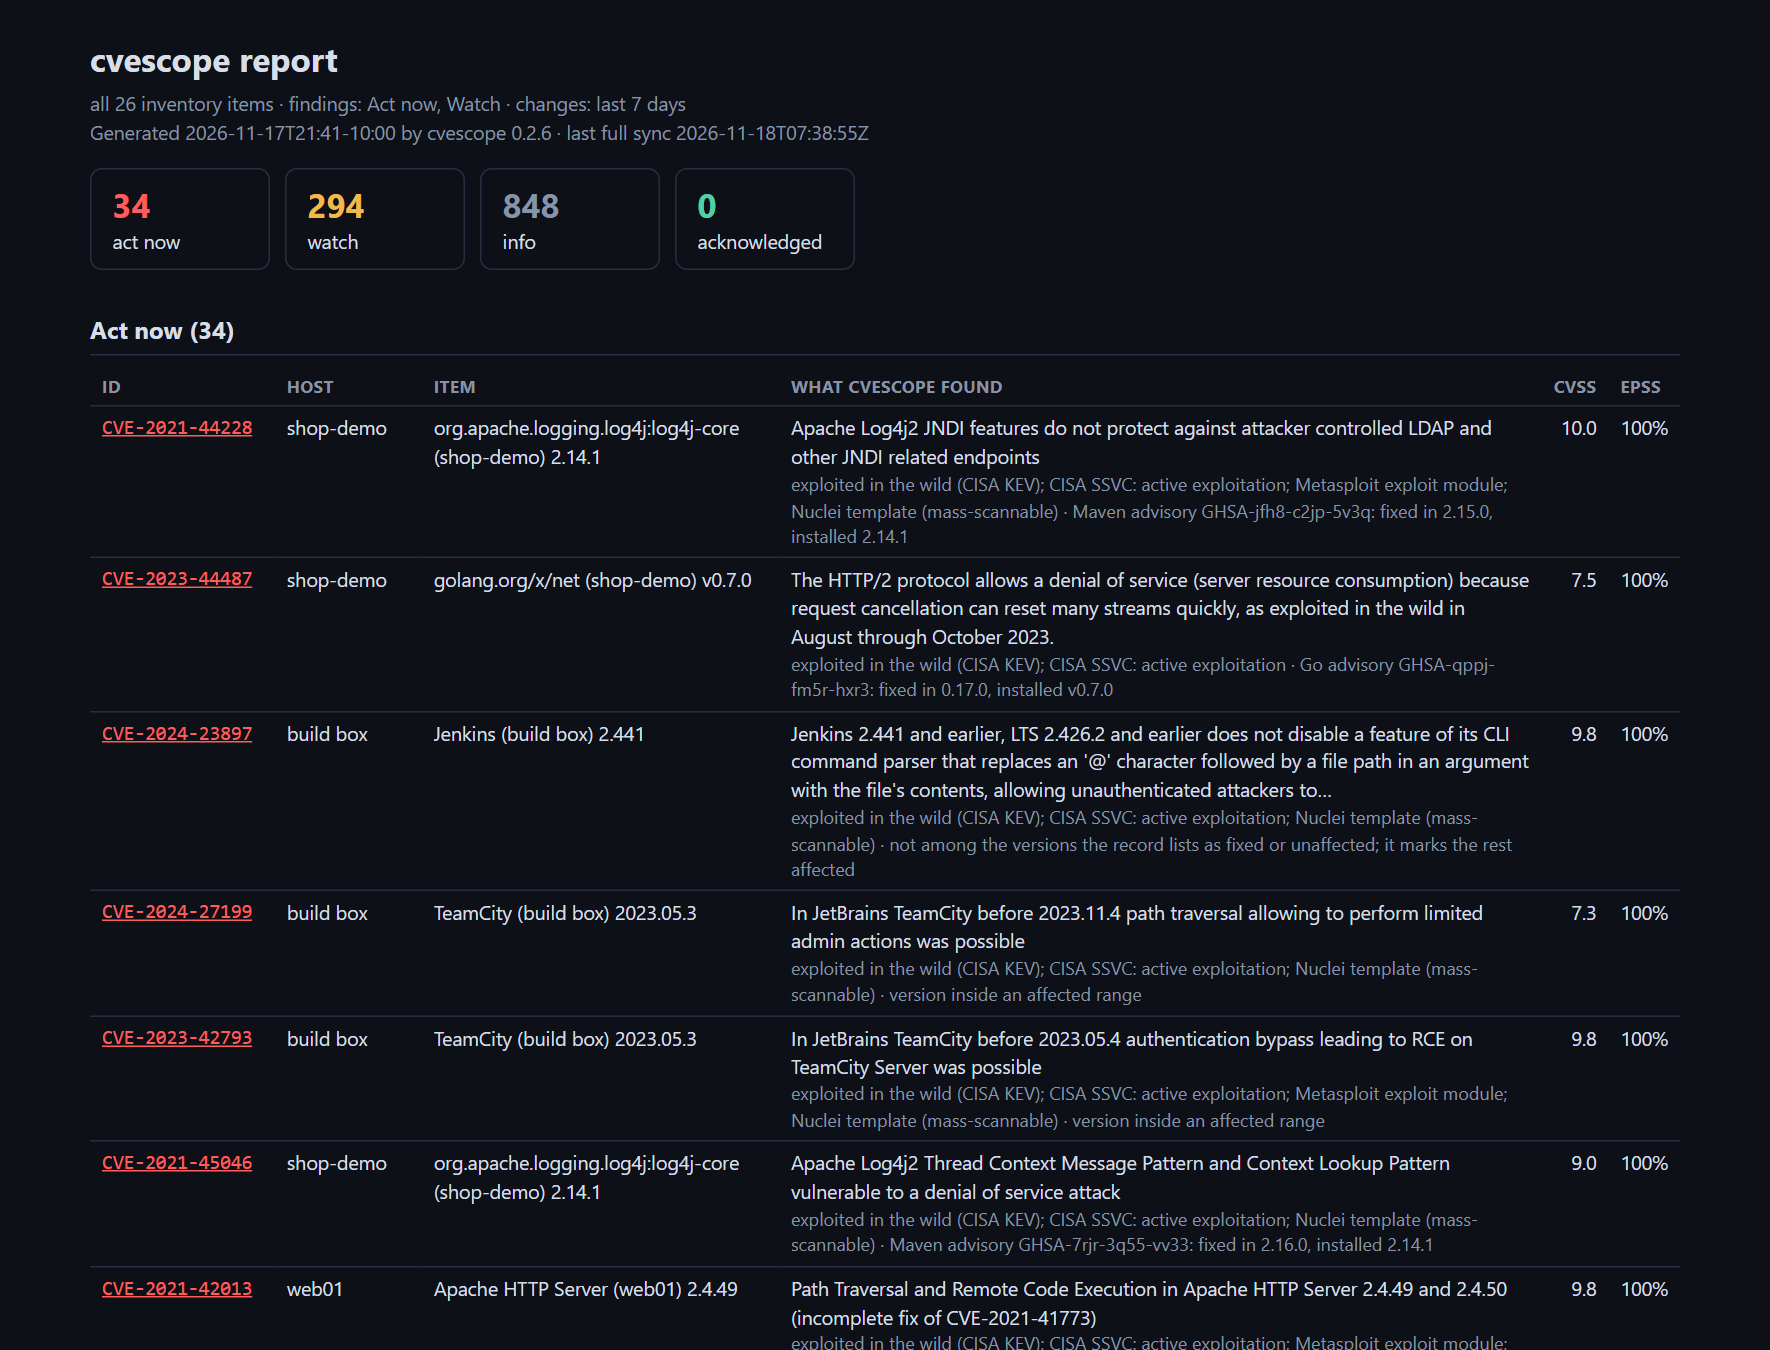 cvescope report
all 26 inventory items · findings: Act now, Watch · changes: last 7 days
Generated 2026-11-17T21:41-10:00 by cvescope 0.2.6 · last full sync 2026-11-18T07:38:55Z
34
act now
294
watch
848
info
0
acknowledged
Act now (34)
ID HOST ITEM WHAT CVESCOPE FOUND CVSS EPSS
CVE-2021-44228 shop-demo org.apache.logging.log4j:log4j-core Apache Log4j2 JNDI features do not protect against attacker controlled LDAP and 10.0 100%
(shop-demo) 2.14.1 other JNDI related endpoints
exploited in the wild (CISA KEV); CISA SSVC: active exploitation; Metasploit exploit module;
Nuclei template (mass-scannable) · Maven advisory GHSA-jfh8-c2jp-5v3q: fixed in 2.15.0,
installed 2.14.1
CVE-2023-44487 shop-demo golang.org/x/net (shop-demo) v0.7.0 The HTTP/2 protocol allows a denial of service (server resource consumption) because 7.5 100%
request cancellation can reset many streams quickly, as exploited in the wild in
August through October 2023.
exploited in the wild (CISA KEV); CISA SSVC: active exploitation · Go advisory GHSA-qppj-
fm5r-hxr3: fixed in 0.17.0, installed v0.7.0
CVE-2024-23897 build box Jenkins (build box) 2.441 Jenkins 2.441 and earlier, LTS 2.426.2 and earlier does not disable a feature of its CLI 9.8 100%
command parser that replaces an '@' character followed by a file path in an argument
with the file's contents, allowing unauthenticated attackers to…
exploited in the wild (CISA KEV); CISA SSVC: active exploitation; Nuclei template (mass-
scannable) · not among the versions the record lists as fixed or unaffected; it marks the rest
affected
CVE-2024-27199 build box TeamCity (build box) 2023.05.3 In JetBrains TeamCity before 2023.11.4 path traversal allowing to perform limited 7.3 100%
admin actions was possible
exploited in the wild (CISA KEV); CISA SSVC: active exploitation; Nuclei template (mass-
scannable) · version inside an affected range
CVE-2023-42793 build box TeamCity (build box) 2023.05.3 In JetBrains TeamCity before 2023.05.4 authentication bypass leading to RCE on 9.8 100%
TeamCity Server was possible
exploited in the wild (CISA KEV); CISA SSVC: active exploitation; Metasploit exploit module;
Nuclei template (mass-scannable) · version inside an affected range
CVE-2021-45046 shop-demo org.apache.logging.log4j:log4j-core Apache Log4j2 Thread Context Message Pattern and Context Lookup Pattern 9.0 100%
(shop-demo) 2.14.1 vulnerable to a denial of service attack
exploited in the wild (CISA KEV); CISA SSVC: active exploitation; Nuclei template (mass-
scannable) · Maven advisory GHSA-7rjr-3q55-vv33: fixed in 2.16.0, installed 2.14.1
CVE-2021-42013 web01 Apache HTTP Server (web01) 2.4.49 Path Traversal and Remote Code Execution in Apache HTTP Server 2.4.49 and 2.4.50 9.8 100%
(incomplete fix of CVE-2021-41773)
exploited in the wild (CISA KEV); CISA SSVC: active exploitation; Metasploit exploit module;